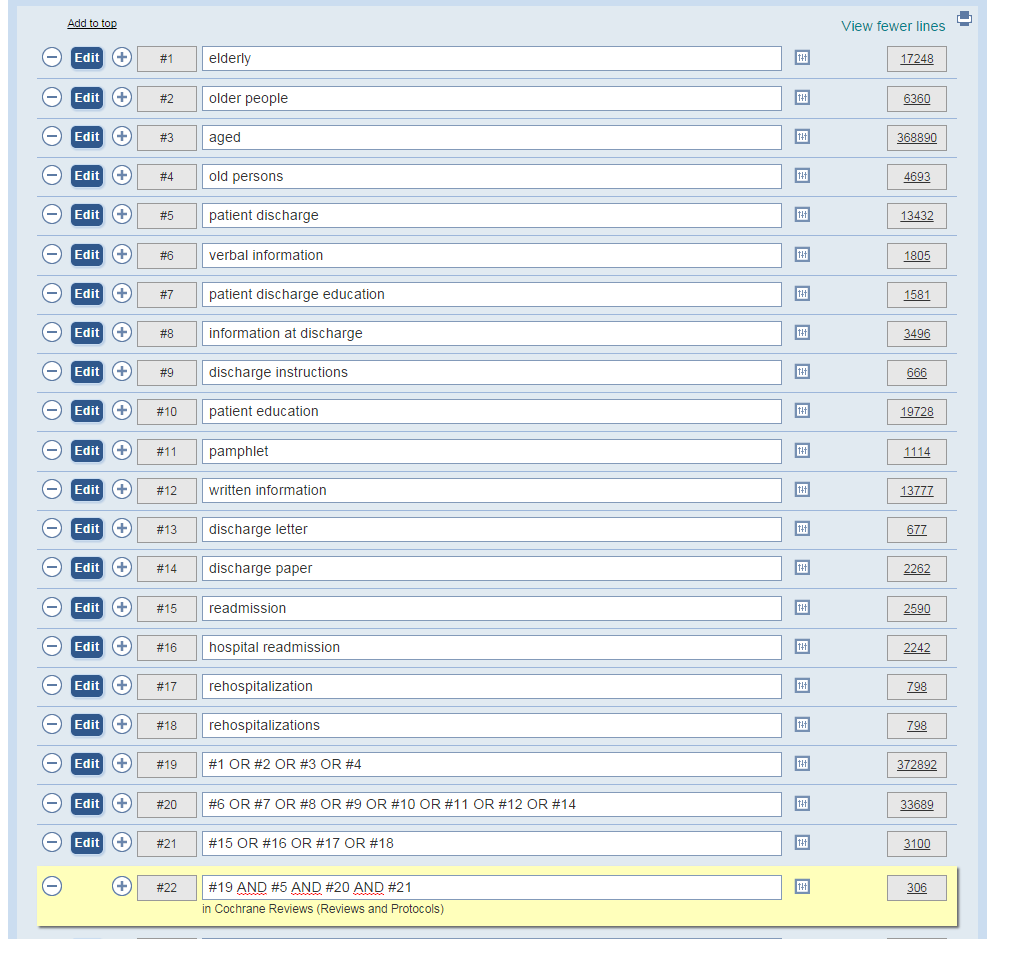 Add to top
View fewer lines
Edit #1 elderly 17248
Edit #2 older people 6360
Edit #3 aged 368890
Edit #4 old persons 4693
Edit #5 patient discharge 13432
Edit #6 verbal information 1805
Edit #7 patient discharge education 1581
Edit #8 information at discharge 3496
Edit #9 discharge instructions 666
Edit #10 patient education 19728
Edit #11 pamphlet 1114
Edit #12 written information 13777
Edit #13 discharge letter 677
Edit #14 discharge paper 2262
Edit #15 readmission 2590
Edit #16 hospital readmission 2242
Edit #17 rehospitalization 798
Edit #18 rehospitalizations 798
Edit #19 #1 OR #2 OR #3 OR #4 372892
Edit #20 #6 OR #7 OR #8 OR #9 OR #10 OR #11 OR #12 OR #14 33689
Edit #21 #15 OR #16 OR #17 OR #18 3100
#22 #19 AND #5 AND #20 AND #21 306
in Cochrane Reviews (Reviews and Protocols)